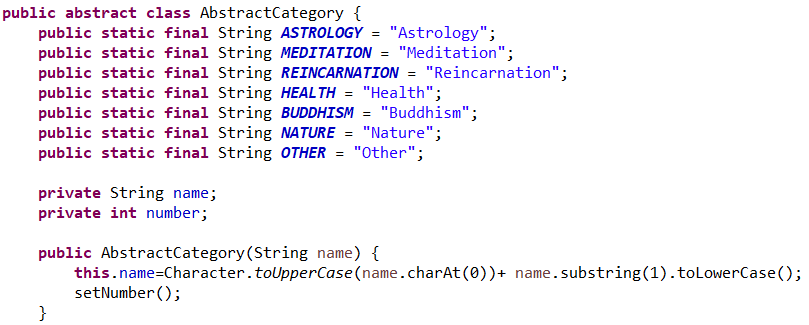 public abstract class AbstractCategory {
    public static final String ASTROLOGY = "Astrology";
    public static final String MEDITATION = "Meditation";
    public static final String REINCARNATION = "Reincarnation";
    public static final String HEALTH = "Health";
    public static final String BUDDHISM = "Buddhism";
    public static final String NATURE = "Nature";
    public static final String OTHER = "Other";

    private String name;
    private int number;

    public AbstractCategory(String name) {
        this.name=Character.toUpperCase(name.charAt(0))+ name.substring(1).toLowerCase();
        setNumber();
    }